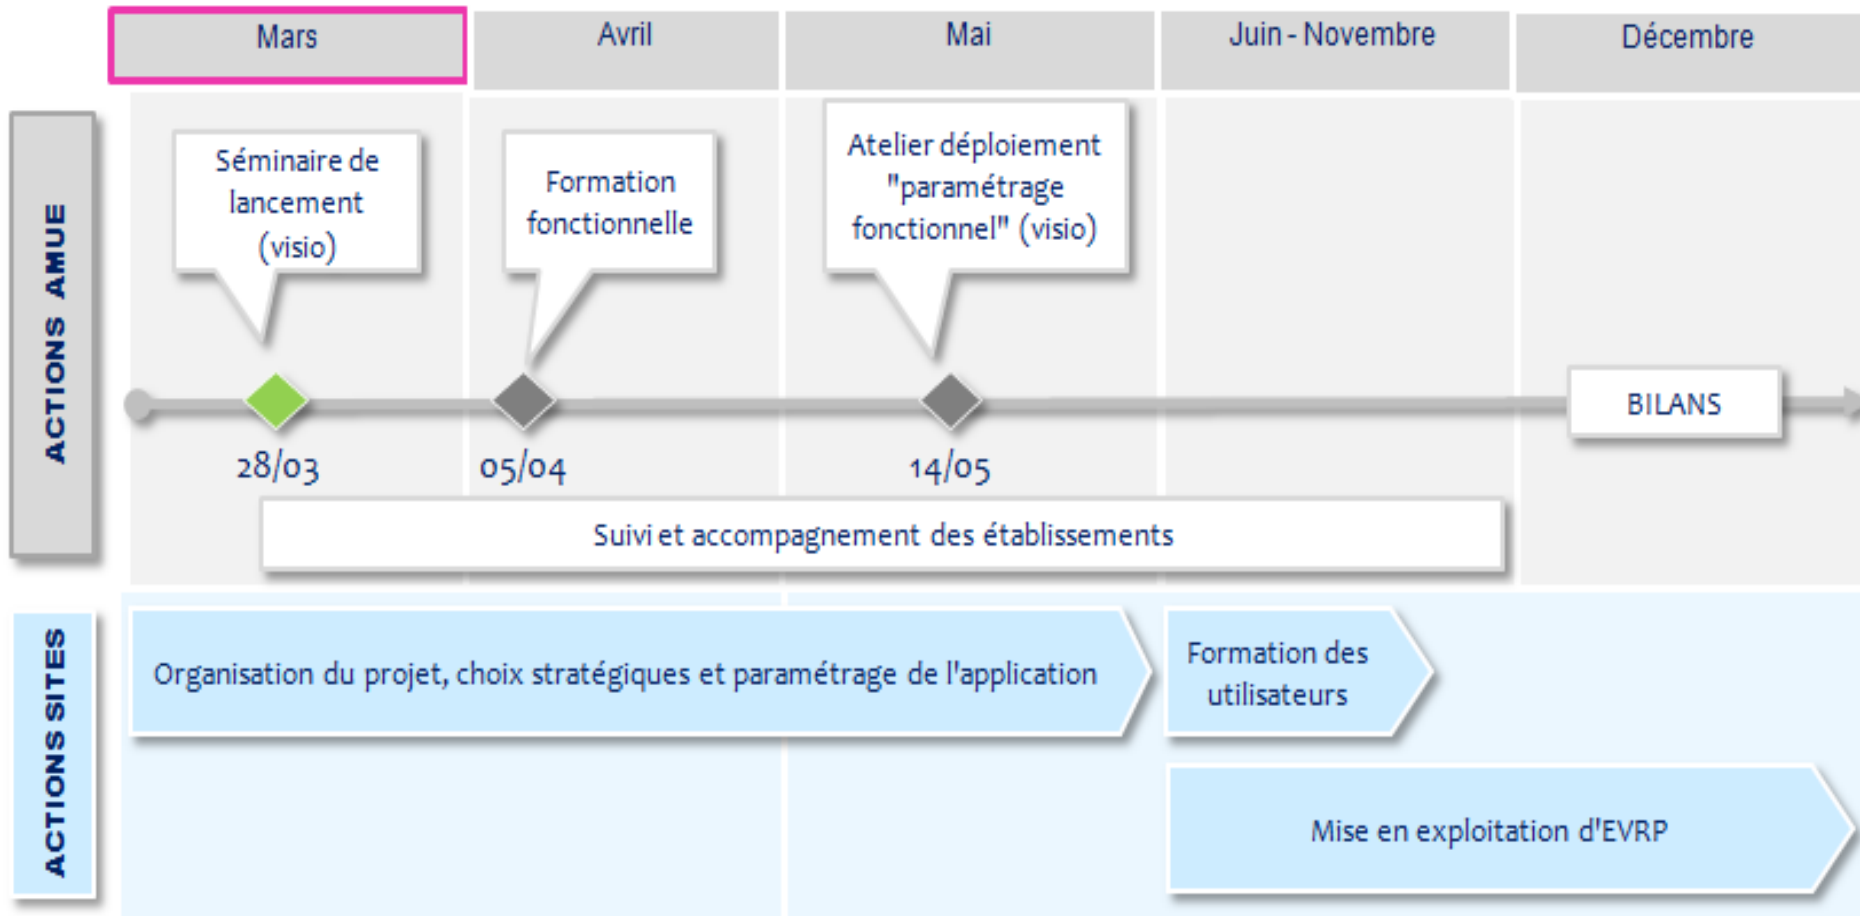 Mars
Avril
Mai
Juin - Novembre
Décembre
ACTIONS AMUE
Séminaire de
lancement
(visio)
Formation
fonctionnelle
Atelier déploiement
"paramétrage
fonctionnel" (visio)
BILANS
28/03
05/04
14/05
Suivi et accompagnement des établissements
ACTIONS SITES
Organisation du projet, choix stratégiques et paramétrage de l'application
Formation des
utilisateurs
Mise en exploitation d'EVRP